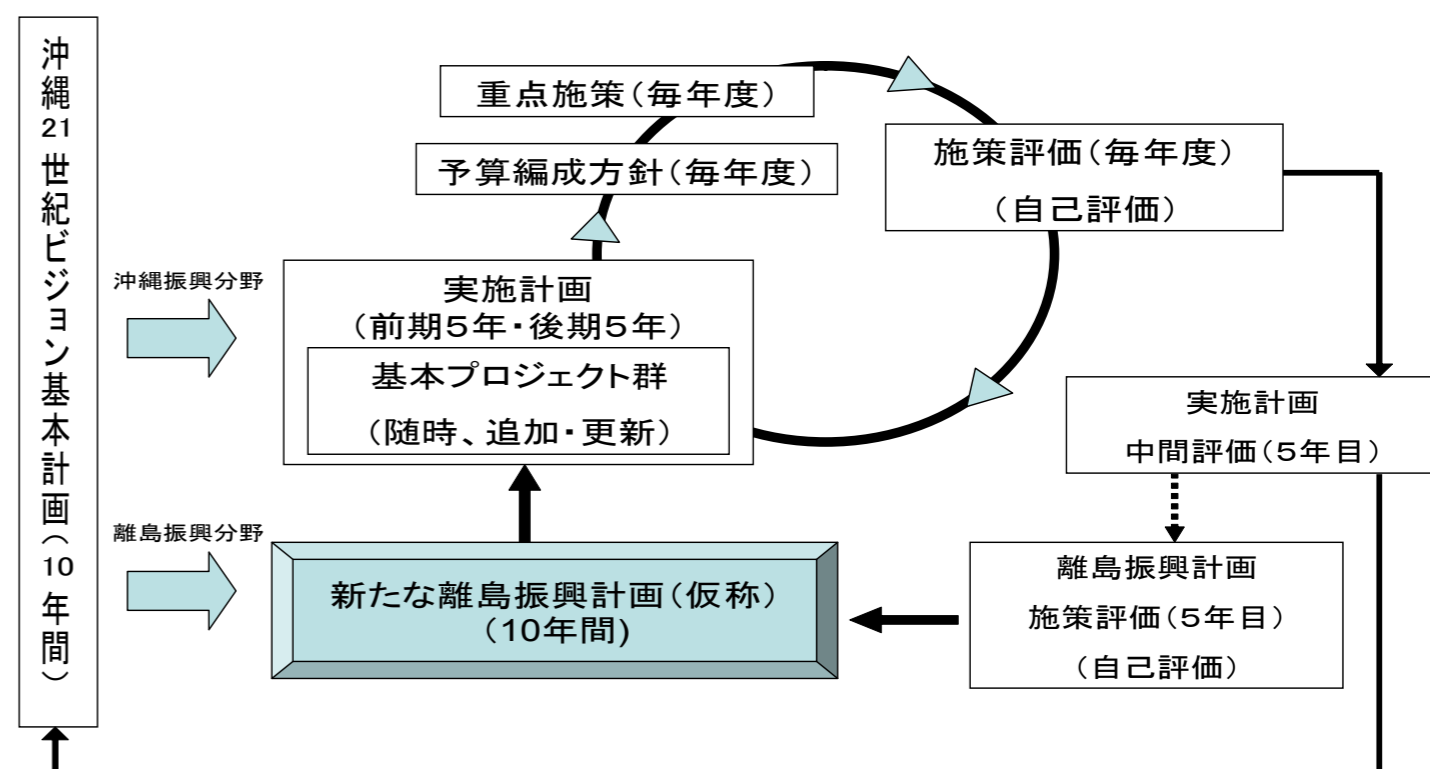 沖縄21世紀ビジョン基本計画(10年間)
重点施策(毎年度)
予算編成方針(毎年度)
施策評価(毎年度)
(自己評価)
沖縄振興分野
実施計画
(前期5年・後期5年)
基本プロジェクト群
(随時、追加・更新)
実施計画
中間評価(5年目)
離島振興分野
新たな離島振興計画(仮称)
(10年間)
離島振興計画
施策評価(5年目)
(自己評価)